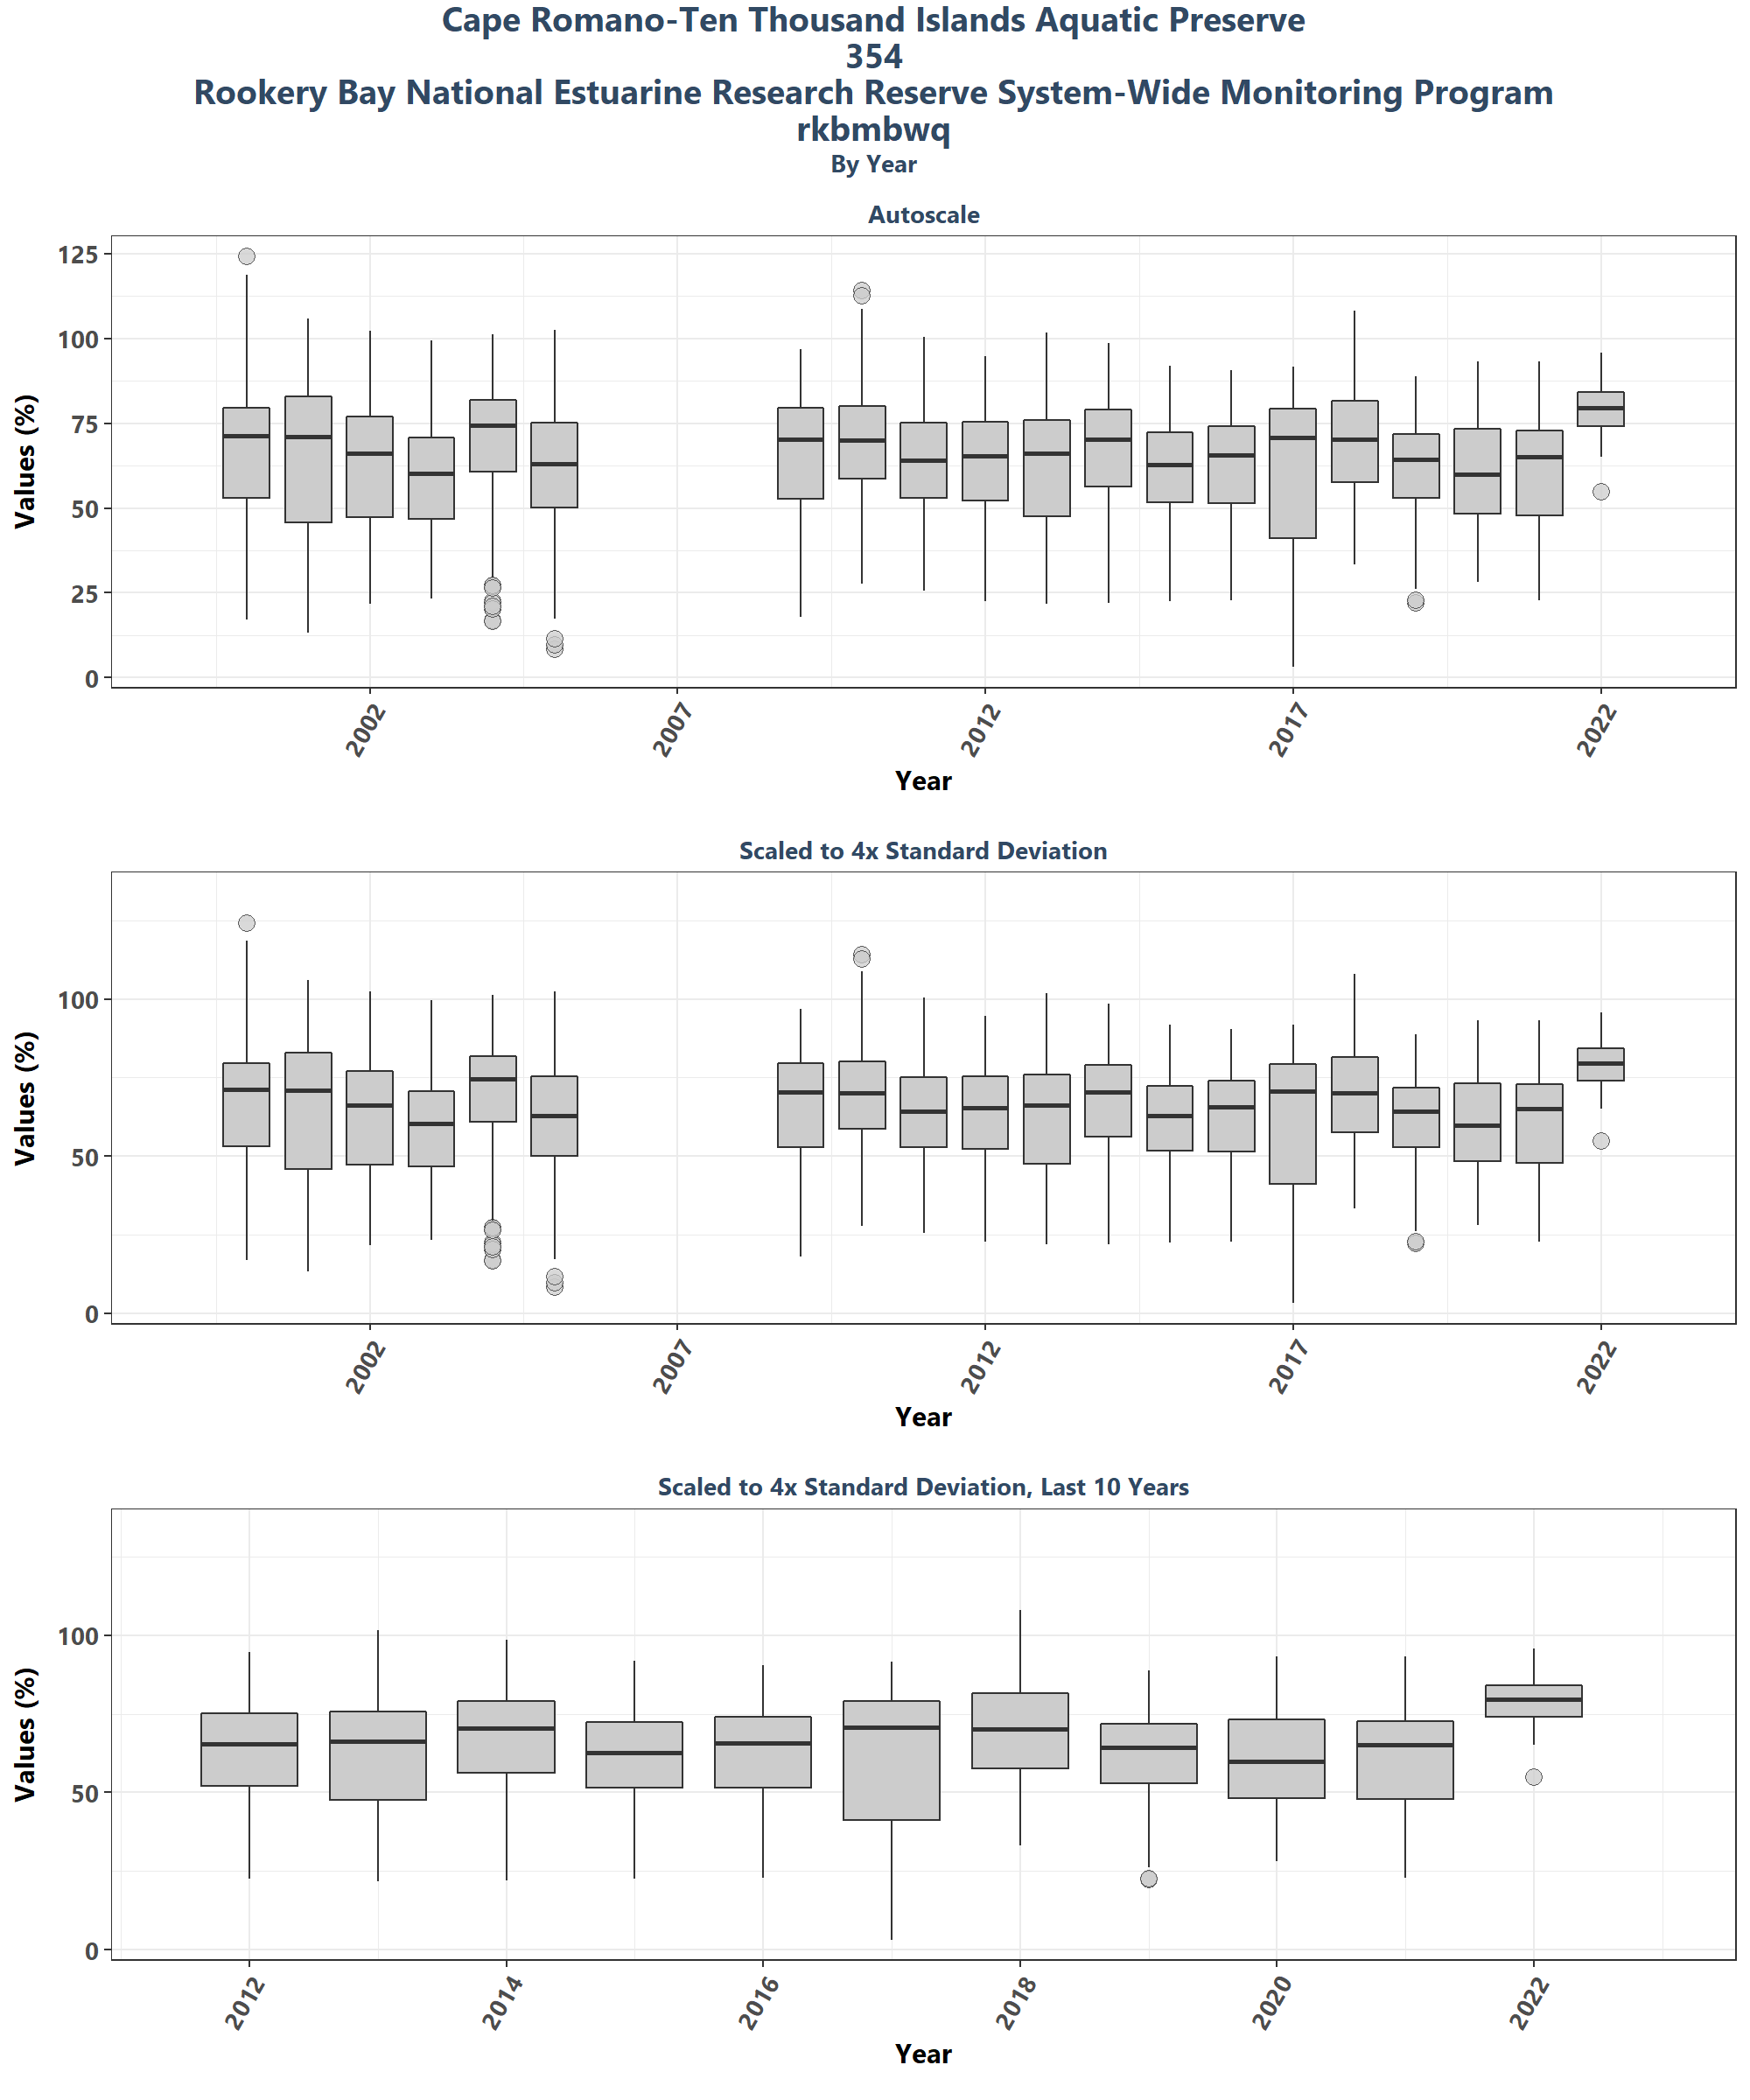 Cape Romano-Ten Thousand Islands Aquatic Preserve
354
Rookery Bay National Estuarine Research Reserve System-Wide Monitoring Program
rkbmbwq
By Year
Autoscale
Values (%)
125
100
75
50
25
0
2002 2007 2012 2017 2022
Year
Scaled to 4x Standard Deviation
Values (%)
100
50
0
2002 2007 2012 2017 2022
Year
Scaled to 4x Standard Deviation, Last 10 Years
Values (%)
100
50
0
2012 2014 2016 2018 2020 2022
Year